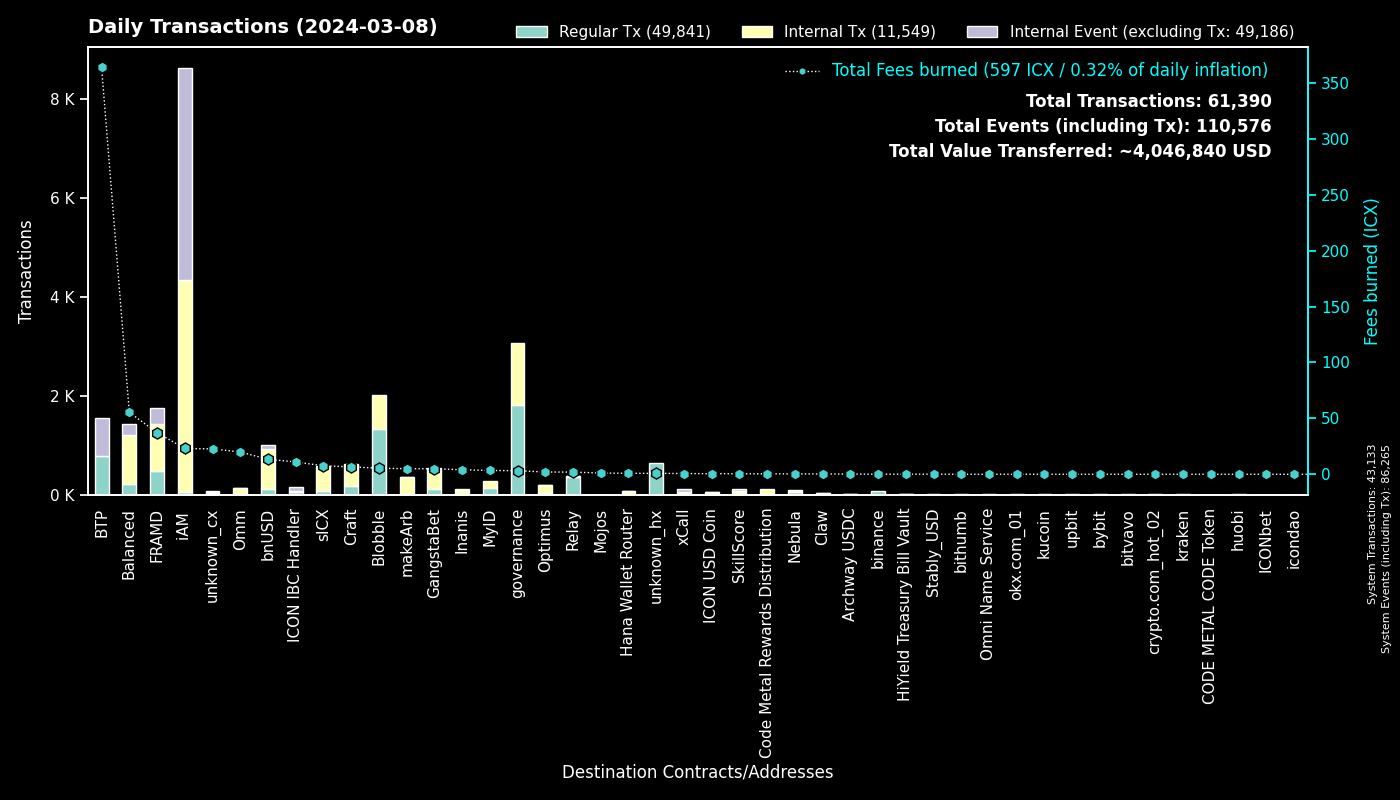 Daily Transactions (2024-03-08)
Regular Tx (49,841)
Internal Tx (11,549)
Internal Event (excluding Tx: 49,186)
Total Fees burned (597 ICX / 0.32% of daily inflation)
Total Transactions: 61,390
Total Events (including Tx): 110,576
Total Value Transferred: ~4,046,840 USD
Transactions
8 K
6 K
4 K
2 K
0 K
350
300
250
200
150
100
50
0
Fees burned (ICX)
BTP
Balanced
FRAMD
iAM
unknown_cx
Omm
bnUSD
ICON IBC Handler
sICX
Craft
Blobble
makeArb
GangstaBet
Inanis
MyID
governance
Optimus
Relay
Mojos
Hana Wallet Router
unknown_hx
xCall
ICON USD Coin
SkillScore
Code Metal Rewards Distribution
Nebula
Claw
Archway USDC
binance
HiYield Treasury Bill Vault
Stably_USD
bithumb
Omni Name Service
okx.com_01
kucoin
upbit
bybit
bitvavo
crypto.com_hot_02
kraken
CODE METAL CODE Token
huobi
ICONbet
icondao
Destination Contracts/Addresses
System Transactions: 43,133
System Events (including Tx): 86,265